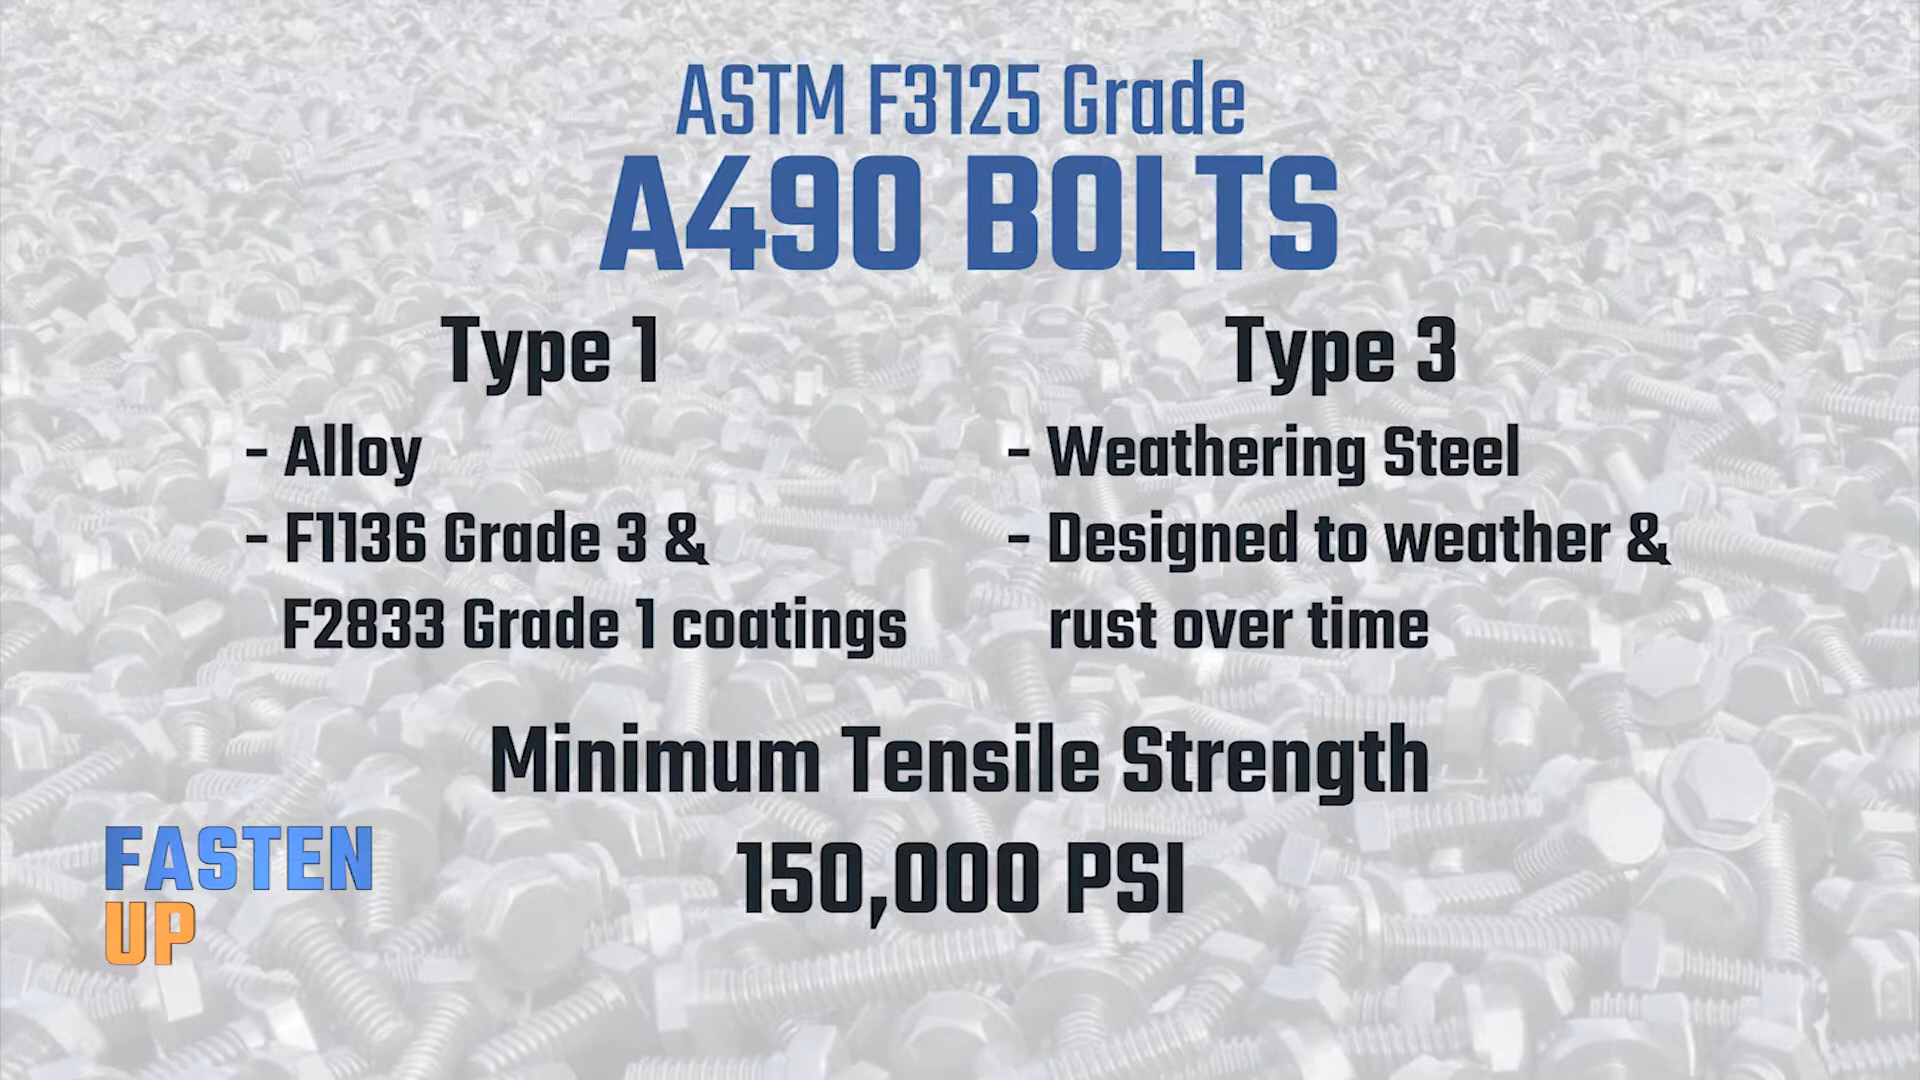 ASTM F3125 Grade
A490 BOLTS
Type 1
- Alloy
- F1136 Grade 3 &
F2833 Grade 1 coatings
Type 3
- Weathering Steel
- Designed to weather &
rust over time
Minimum Tensile Strength
150,000 PSI
FASTEN
UP